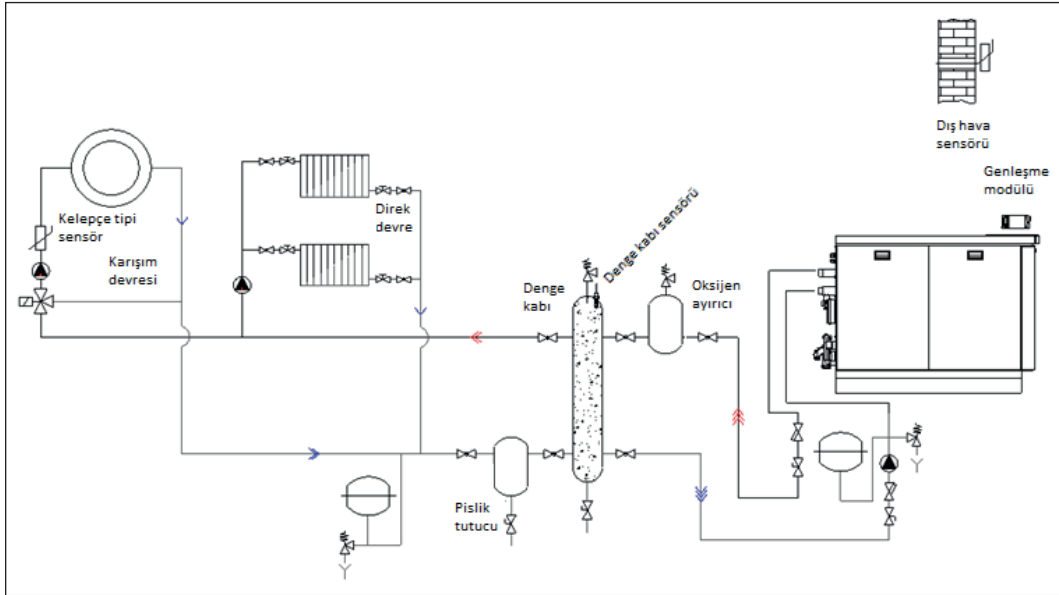 Dış hava
sensörü
Genleşme
modülü
Kelepçe tipi
sensör
Karışım
devresi
Direk
devre
Denge kabı sensörü
Denge
kabı
Oksijen
ayırıcı
Pislik
tutucu